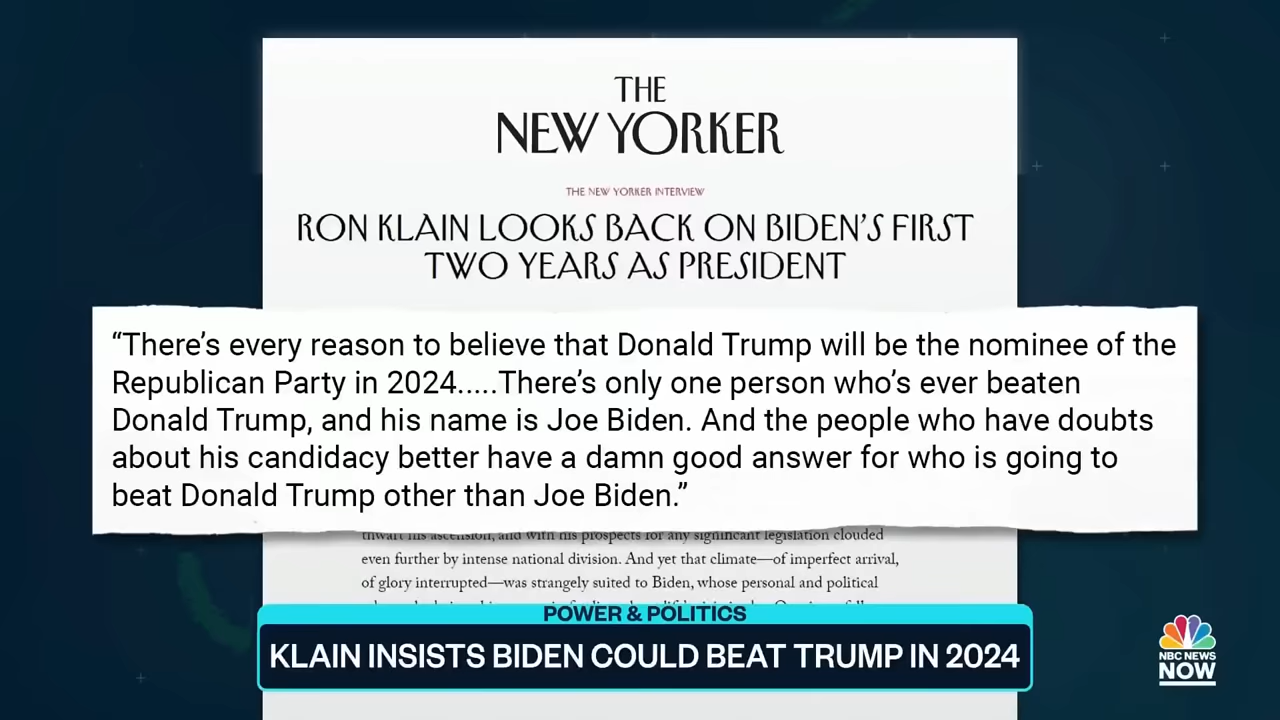 THE
NEW YORKER
THE NEW YORKER INTERVIEW
RON KLAIN LOOKS BACK ON BIDEN'S FIRST
TWO YEARS AS PRESIDENT
“There’s every reason to believe that Donald Trump will be the nominee of the
Republican Party in 2024.....There’s only one person who’s ever beaten
Donald Trump, and his name is Joe Biden. And the people who have doubts
about his candidacy better have a damn good answer for who is going to
beat Donald Trump other than Joe Biden.”
thwart his ascension, and with his prospects for any significant legislation clouded
even further by intense national division. And yet that climate—of imperfect arrival,
of glory interrupted—was strangely suited to Biden, whose personal and political
POWER & POLITICS
KLAIN INSISTS BIDEN COULD BEAT TRUMP IN 2024
NBC NEWS
NOW